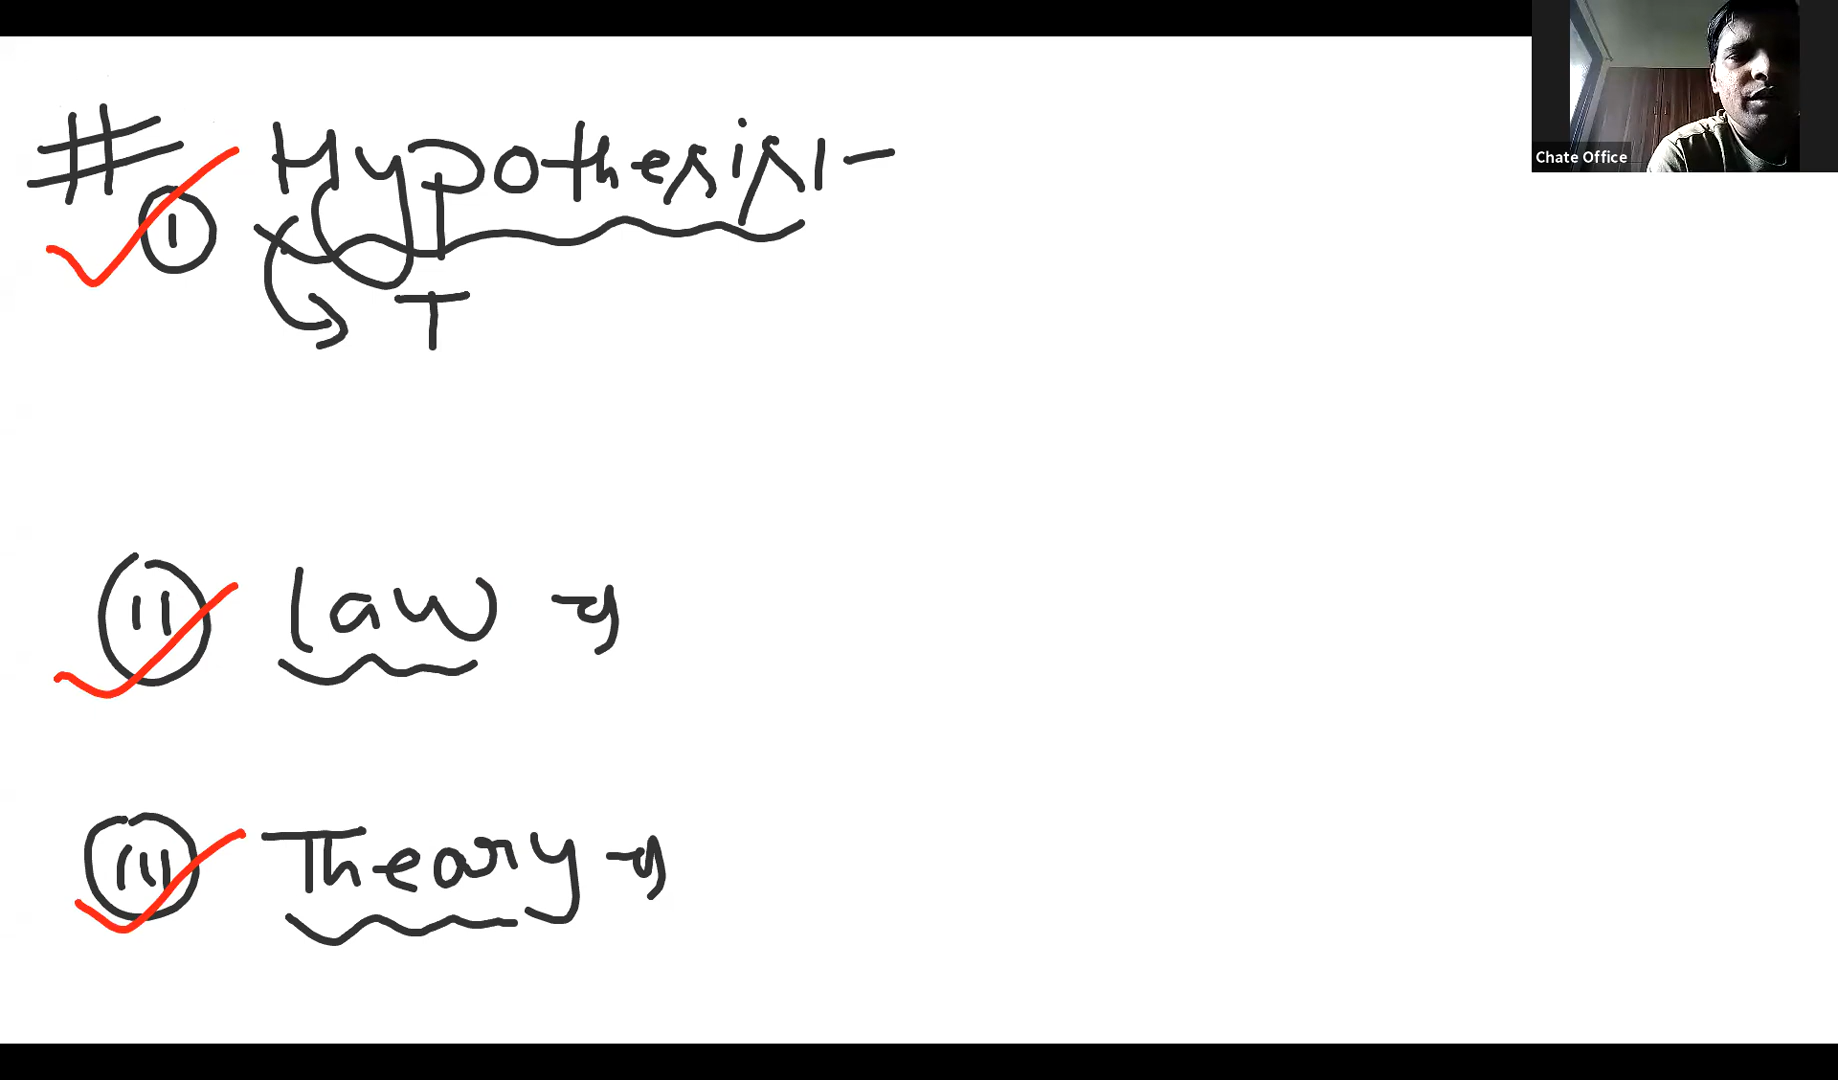 # Hypothesis :-
Chate Office
(I)
T
(II) Law →
(III) Theory →